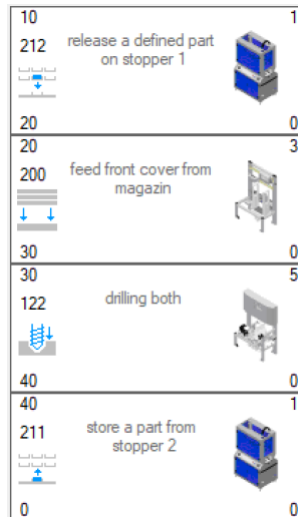 10 1
212 release a defined part
on stopper 1
20 0
20 3
200 feed front cover from
magazin
30 0
30 5
122 drilling both
40 0
40 1
211 store a part from
stopper 2
0 0